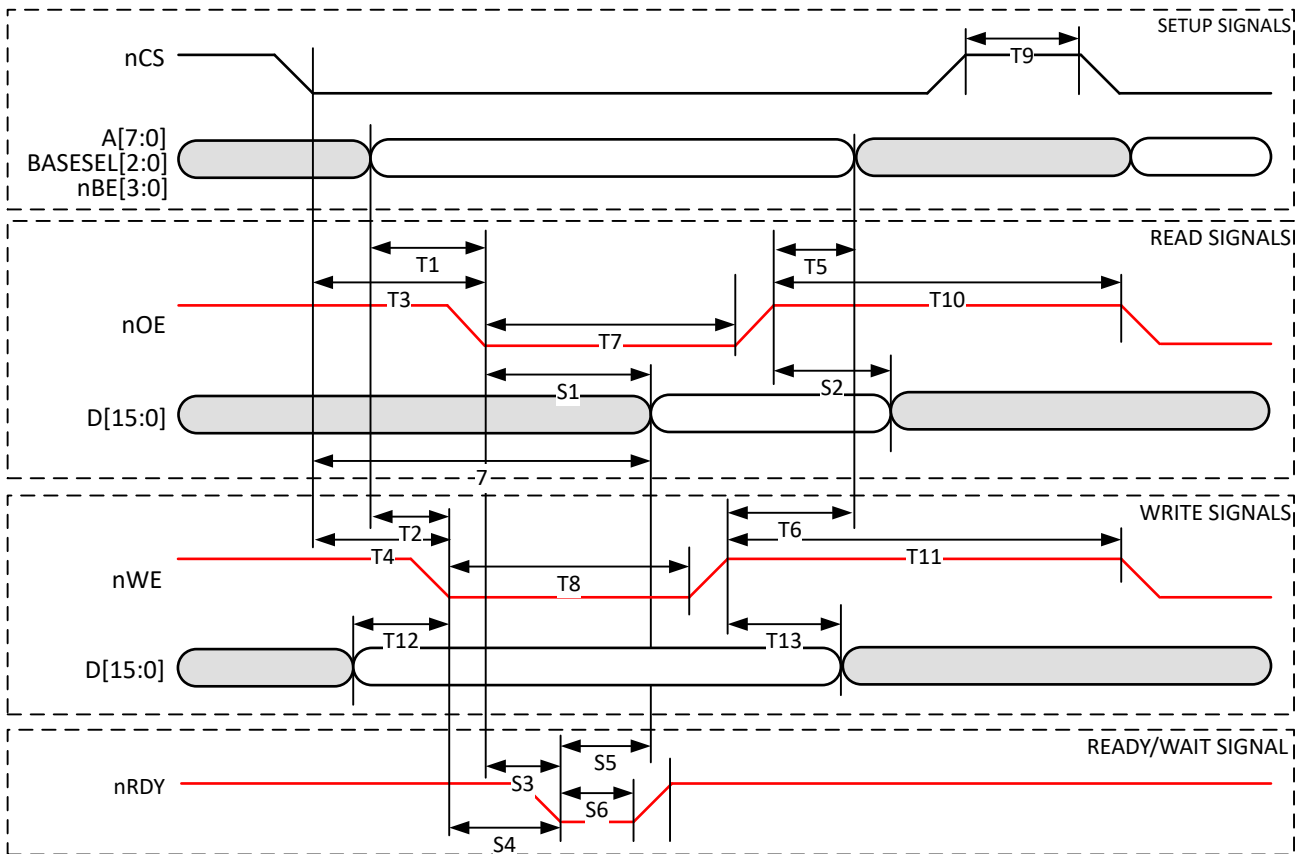 SETUP SIGNALS
nCS
T9
A[7:0]
BASESEL[2:0]
nBE[3:0]
READ SIGNALS
T1
T5
T3
T10
nOE
T7
S1
S2
D[15:0]
7
WRITE SIGNALS
T2
T6
T4
T11
nWE
T8
T12
T13
D[15:0]
READY/WAIT SIGNAL
S5
nRDY
S3
S6
S4